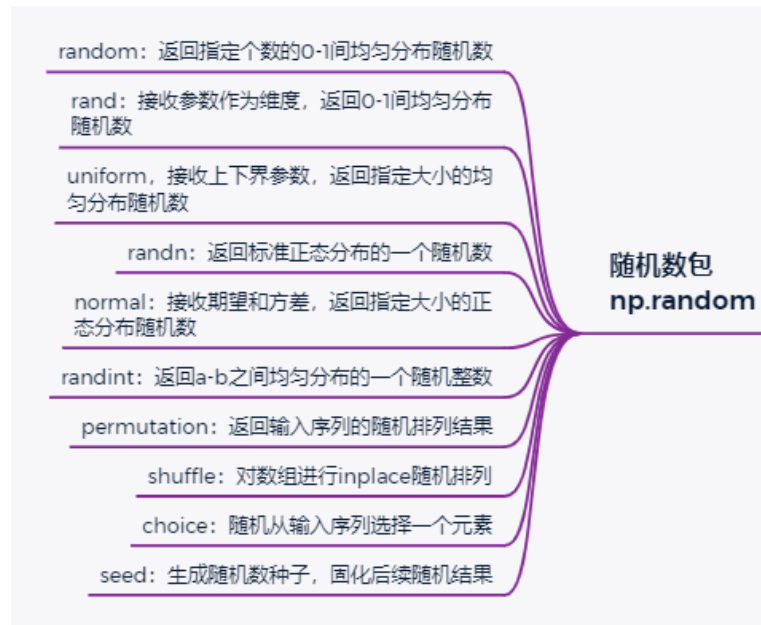 random：返回指定个数的0-1间均匀分布随机数
rand：接收参数作为维度，返回0-1间均匀分布
随机数
uniform，接收上下界参数，返回指定大小的均
匀分布随机数
randn：返回标准正态分布的一个随机数
normal：接收期望和方差，返回指定大小的正
态分布随机数
randint：返回a-b之间均匀分布的一个随机整数
permutation：返回输入序列的随机排列结果
shuffle：对数组进行inplace随机排列
choice：随机从输入序列选择一个元素
seed：生成随机数种子，固化后续随机结果
随机数包
np.random